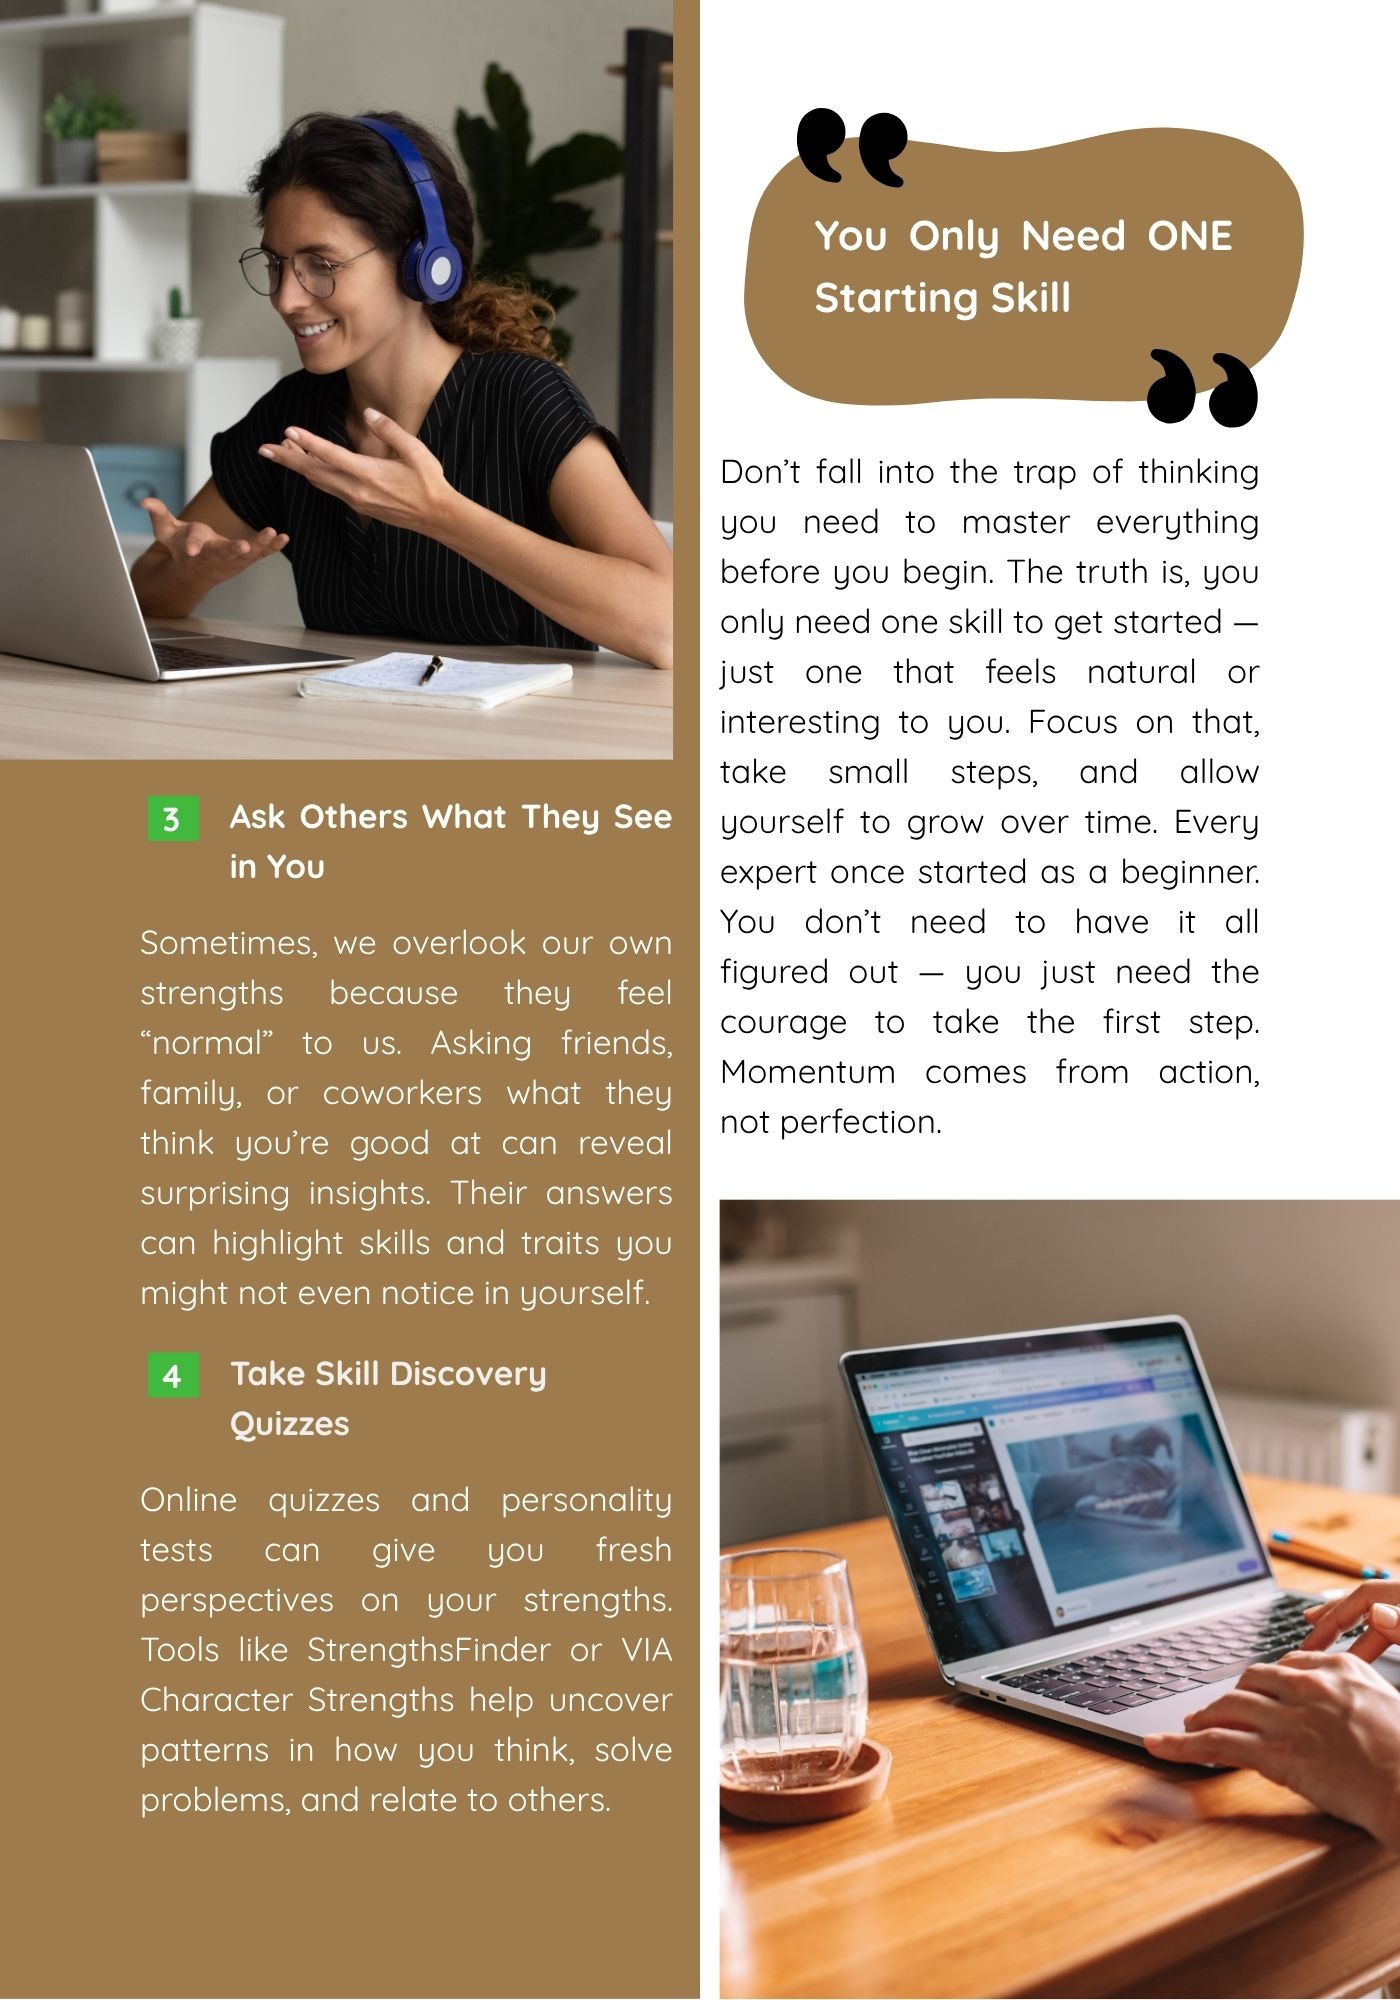 3
Ask Others What They See
in You
Sometimes, we overlook our own
strengths because they feel
“normal” to us. Asking friends,
family, or coworkers what they
think you’re good at can reveal
surprising insights. Their answers
can highlight skills and traits you
might not even notice in yourself.
4
Take Skill Discovery
Quizzes
Online quizzes and personality
tests can give you fresh
perspectives on your strengths.
Tools like StrengthsFinder or VIA
Character Strengths help uncover
patterns in how you think, solve
problems, and relate to others.
You Only Need ONE
Starting Skill
Don’t fall into the trap of thinking
you need to master everything
before you begin. The truth is, you
only need one skill to get started —
just one that feels natural or
interesting to you. Focus on that,
take small steps, and allow
yourself to grow over time. Every
expert once started as a beginner.
You don’t need to have it all
figured out — you just need the
courage to take the first step.
Momentum comes from action,
not perfection.